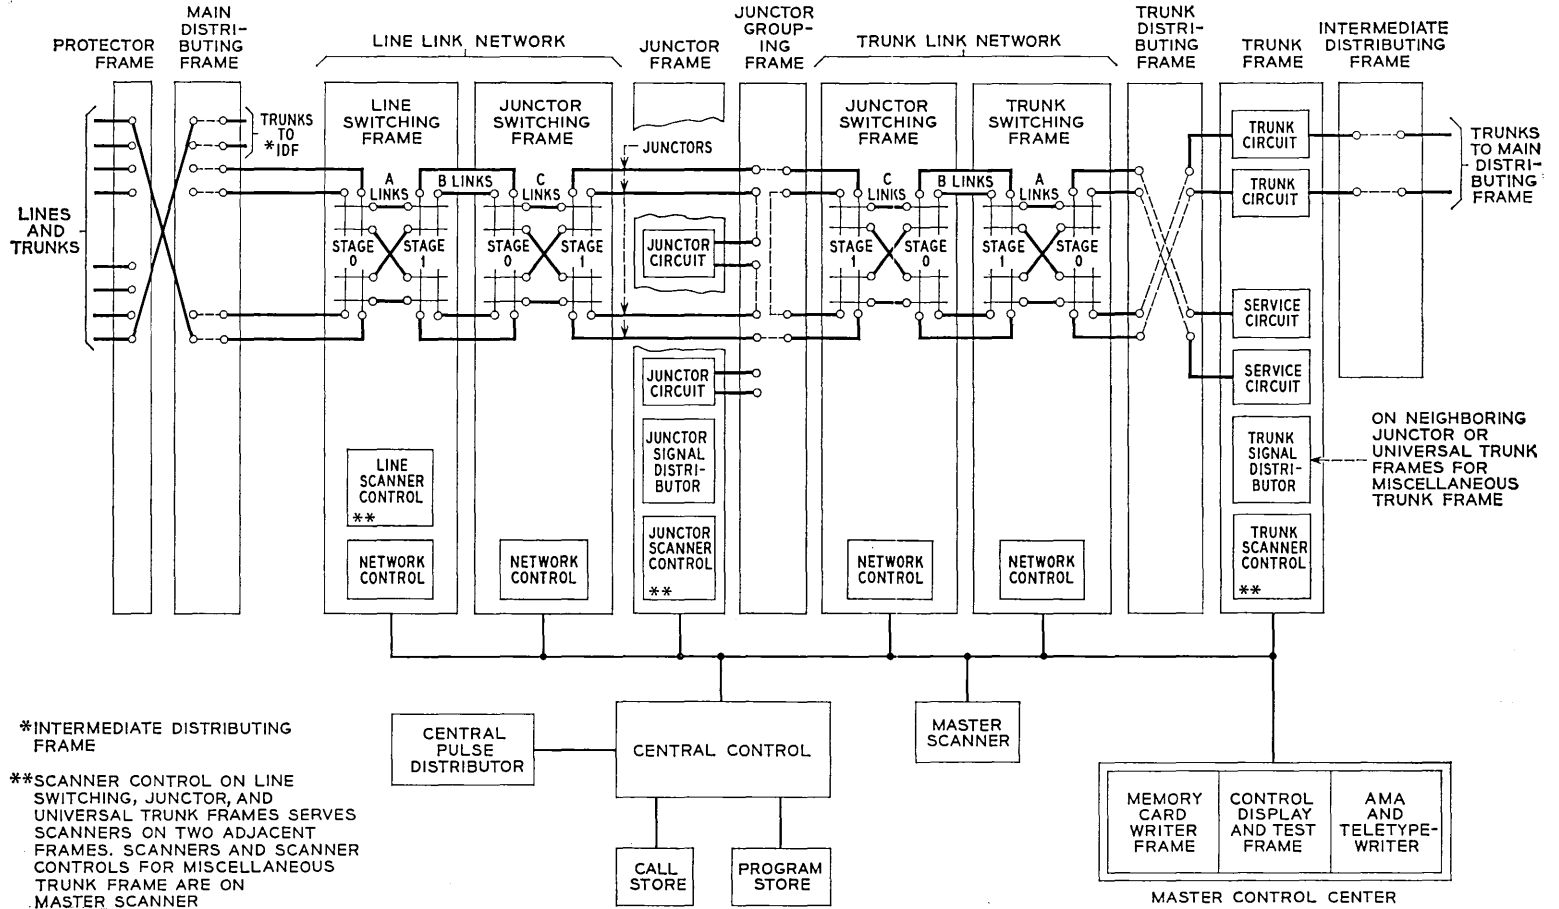 PROTECTOR
FRAME
MAIN
DISTRI-
BUTING
FRAME
LINE LINK NETWORK
JUNCTOR
FRAME
JUNCTOR
GROUP-
ING
FRAME
TRUNK LINK NETWORK
TRUNK
DISTRI-
BUTING
FRAME
TRUNK
FRAME
INTERMEDIATE
DISTRIBUTING
FRAME
LINE
SWITCHING
FRAME
JUNCTOR
SWITCHING
FRAME
JUNCTOR
SWITCHING
FRAME
TRUNK
SWITCHING
FRAME
TRUNKS
TO
*IDF
JUNCTORS
TRUNK
CIRCUIT
TRUNK
CIRCUIT
TRUNKS
TO MAIN
DISTRI-
BUTING
FRAME
LINES
AND
TRUNKS
A
LINKS
B LINKS
C
LINKS
C
LINKS
B LINKS
A
LINKS
STAGE
0
STAGE
1
STAGE
0
STAGE
1
JUNCTOR
CIRCUIT
STAGE
1
STAGE
0
STAGE
1
STAGE
0
SERVICE
CIRCUIT
SERVICE
CIRCUIT
JUNCTOR
CIRCUIT
LINE
SCANNER
CONTROL
**
NETWORK
CONTROL
NETWORK
CONTROL
JUNCTOR
SIGNAL
DISTRI-
BUTOR
JUNCTOR
SCANNER
CONTROL
**
NETWORK
CONTROL
NETWORK
CONTROL
TRUNK
SIGNAL
DISTRI-
BUTOR
TRUNK
SCANNER
CONTROL
**
ON NEIGHBORING
JUNCTOR OR
UNIVERSAL TRUNK
FRAMES FOR
MISCELLANEOUS
TRUNK FRAME
*INTERMEDIATE DISTRIBUTING
FRAME
**SCANNER CONTROL ON LINE
SWITCHING, JUNCTOR, AND
UNIVERSAL TRUNK FRAMES SERVES
SCANNERS ON TWO ADJACENT
FRAMES. SCANNERS AND SCANNER
CONTROLS FOR MISCELLANEOUS
TRUNK FRAME ARE ON
MASTER SCANNER
CENTRAL
PULSE
DISTRIBUTOR
CENTRAL CONTROL
MASTER
SCANNER
CALL
STORE
PROGRAM
STORE
MEMORY
CARD
WRITER
FRAME
CONTROL
DISPLAY
AND TEST
FRAME
AMA
AND
TELETYPE-
WRITER
MASTER CONTROL CENTER